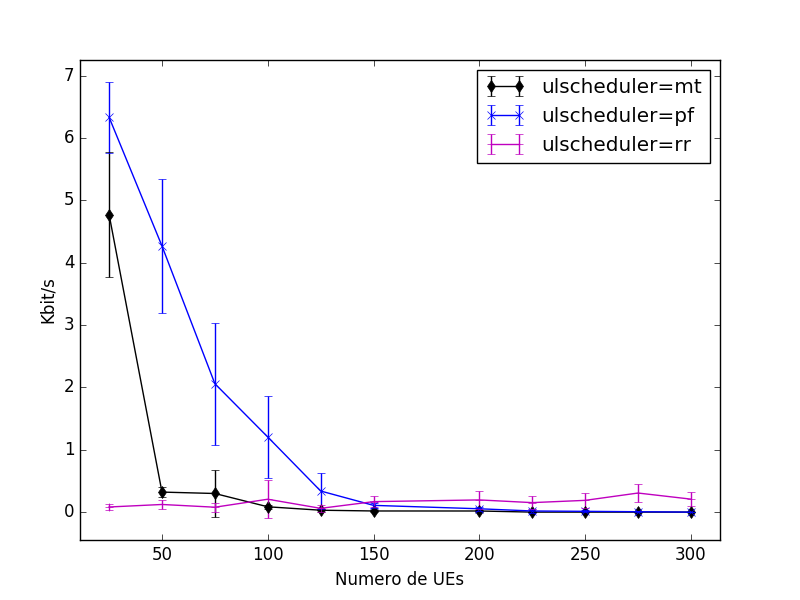 7
6
5
4
3
2
1
0
Kbit/s
ulscheduler=mt
ulscheduler=pf
ulscheduler=rr
50 100 150 200 250 300
Numero de UEs